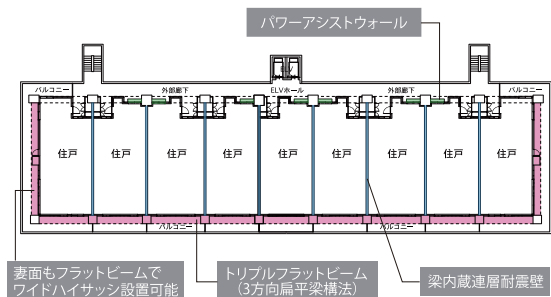 パワーアシストウォール
ELV
バルコニー 外部廊下 ELVホール 外部廊下 バルコニー
住戸 住戸 住戸 住戸 住戸 住戸 住戸 住戸 住戸
バルコニー バルコニー
妻面もフラットビームで
ワイドハイサッシ設置可能
トリプルフラットビーム
（3方向扁平梁構法）
梁内蔵連層耐震壁